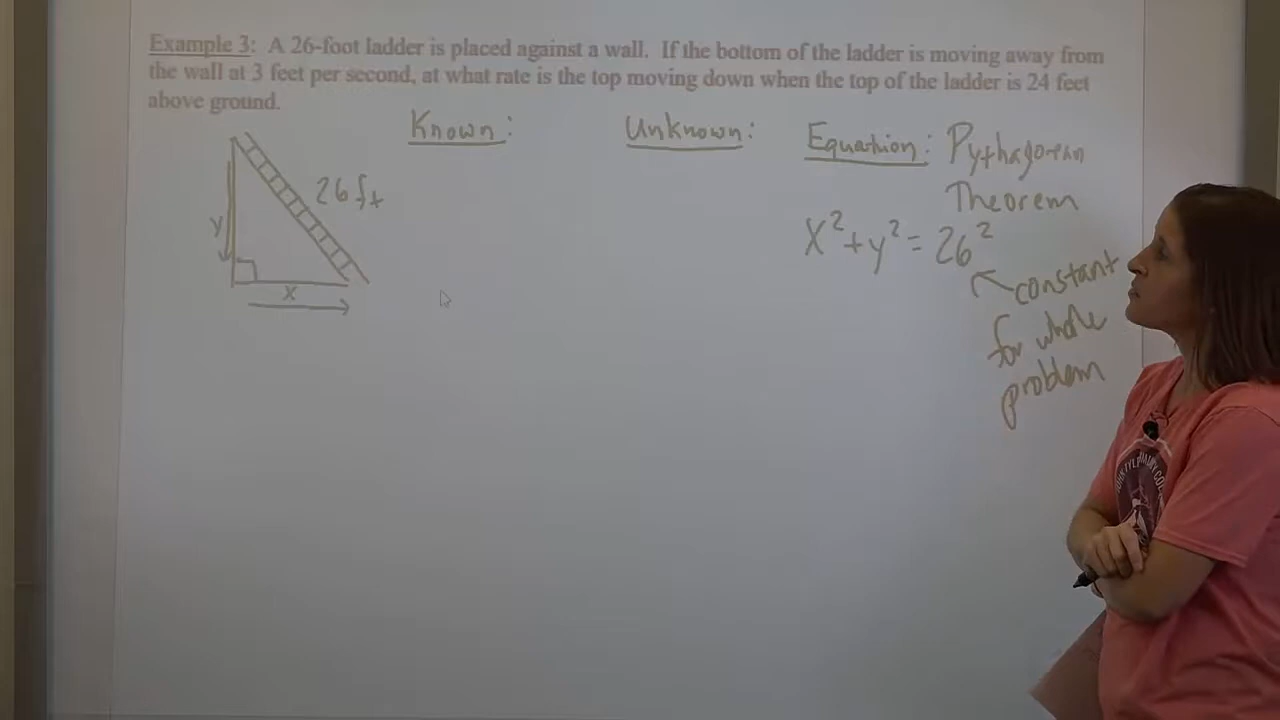 Example 3: A 26-foot ladder is placed against a wall. If the bottom of the ladder is moving away from
the wall at 3 feet per second, at what rate is the top moving down when the top of the ladder is 24 feet
above ground.
Known:
Unknown:
Equation: Pythagorean
Theorem
26 ft
y
x
x² + y² = 26²
constant
for whole
problem